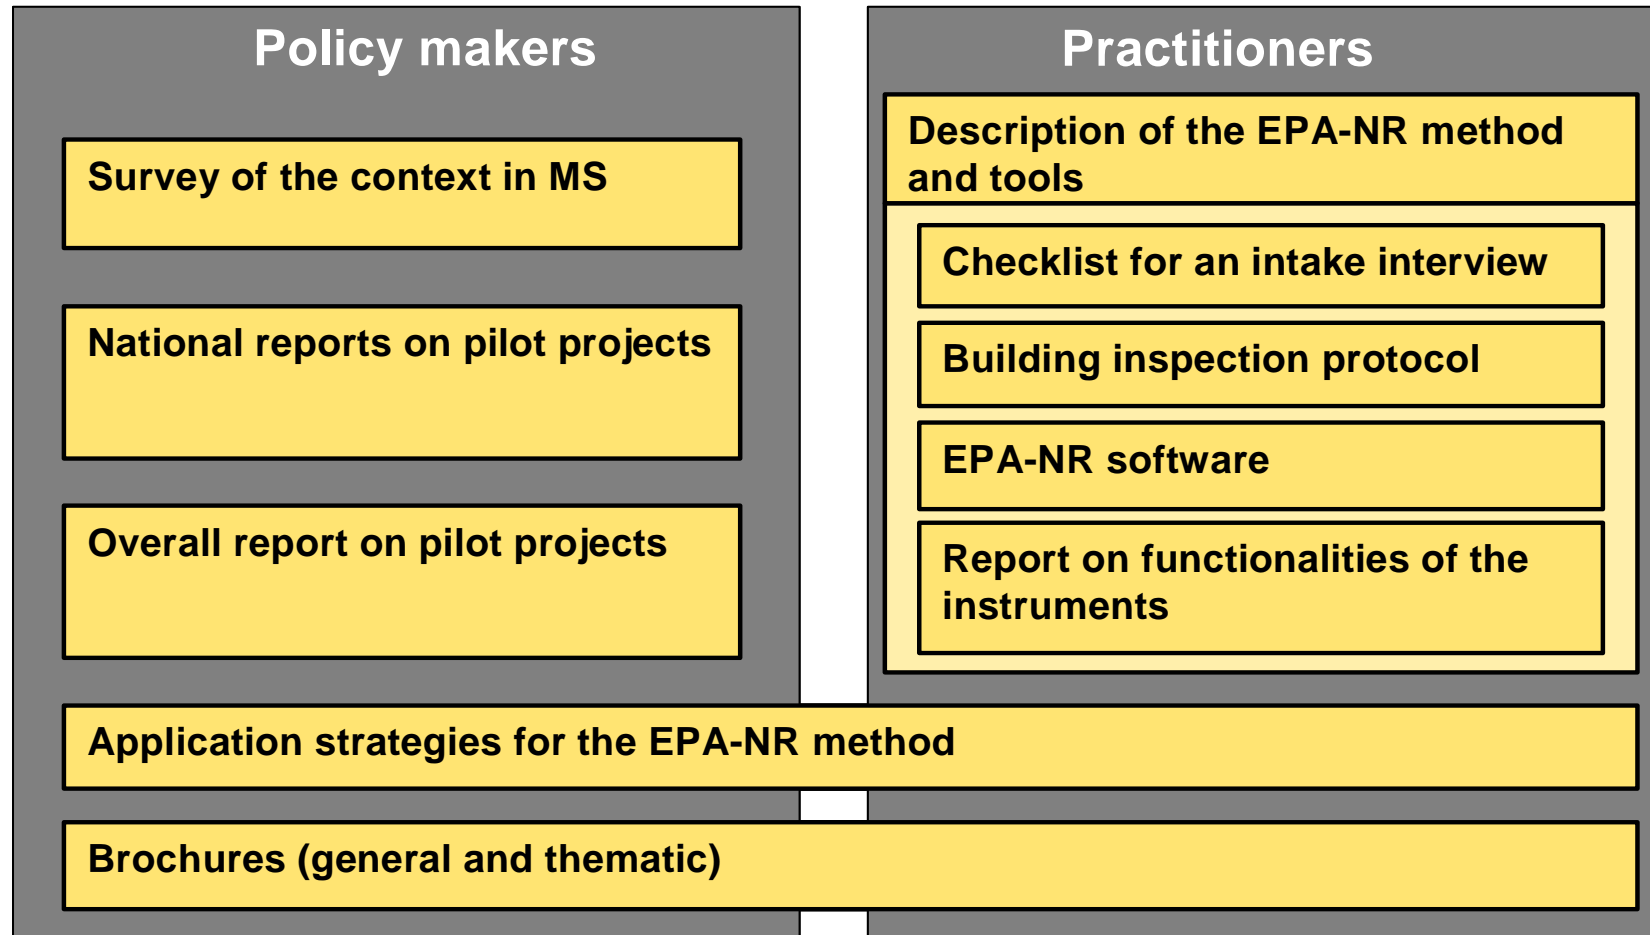 Policy makers
Survey of the context in MS
National reports on pilot projects
Overall report on pilot projects
Practitioners
Description of the EPA-NR method
and tools
Checklist for an intake interview
Building inspection protocol
EPA-NR software
Report on functionalities of the
instruments
Application strategies for the EPA-NR method
Brochures (general and thematic)